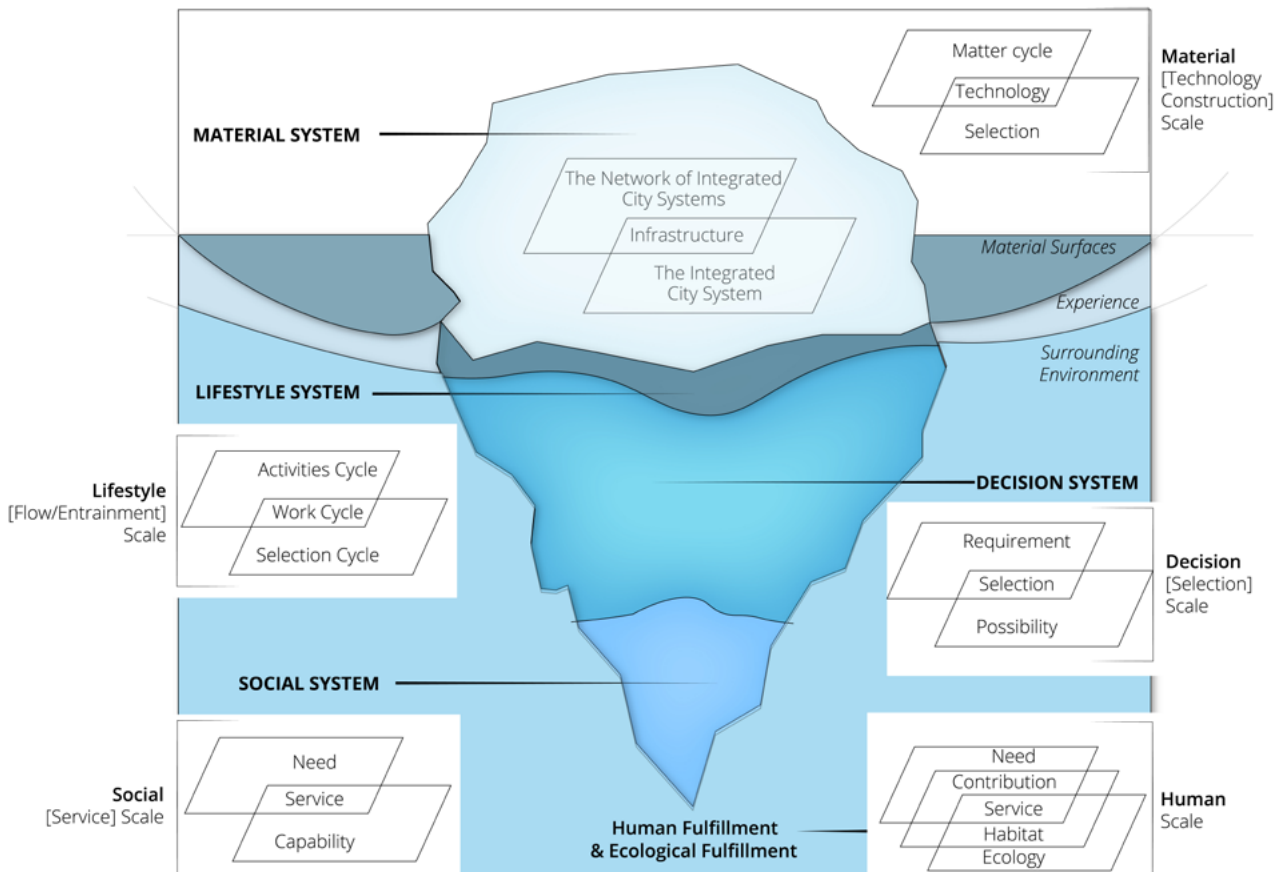 Matter cycle
Technology
Selection
Material
[Technology
Construction]
Scale
MATERIAL SYSTEM
The Network of Integrated
City Systems
Infrastructure
The Integrated
City System
Material Surfaces
Experience
Surrounding
Environment
LIFESTYLE SYSTEM
Activities Cycle
Work Cycle
Selection Cycle
Lifestyle
[Flow/Entrainment]
Scale
DECISION SYSTEM
Requirement
Selection
Possibility
Decision
[Selection]
Scale
SOCIAL SYSTEM
Need
Service
Capability
Social
[Service] Scale
Human Fulfillment
& Ecological Fulfillment
Need
Contribution
Service
Habitat
Ecology
Human
Scale